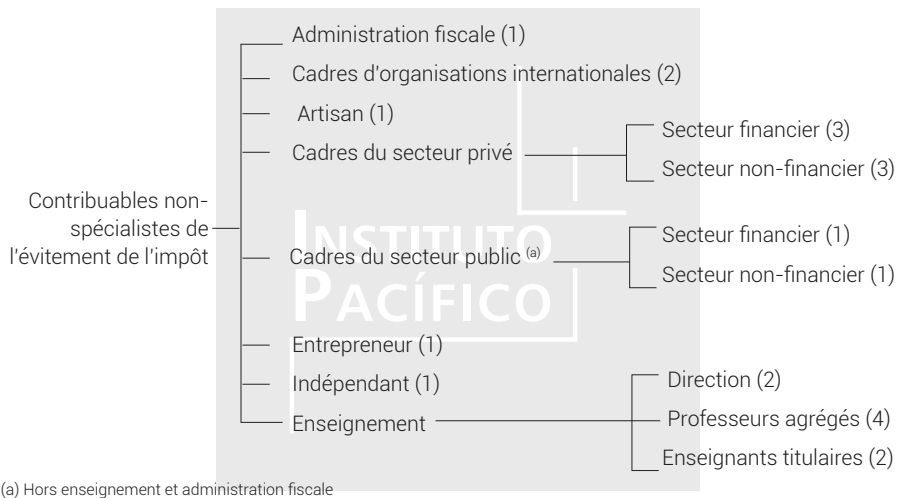 Administration fiscale (1)
Cadres d'organisations internationales (2)
Artisan (1)
Cadres du secteur privé
Secteur financier (3)
Secteur non-financier (3)
Contribuables non-
spécialistes de
l'évitement de l'impôt
Cadres du secteur public (a)
Secteur financier (1)
Secteur non-financier (1)
INSTITUTO
PACÍFICO
Entrepreneur (1)
Indépendant (1)
Enseignement
Direction (2)
Professeurs agrégés (4)
Enseignants titulaires (2)
(a) Hors enseignement et administration fiscale